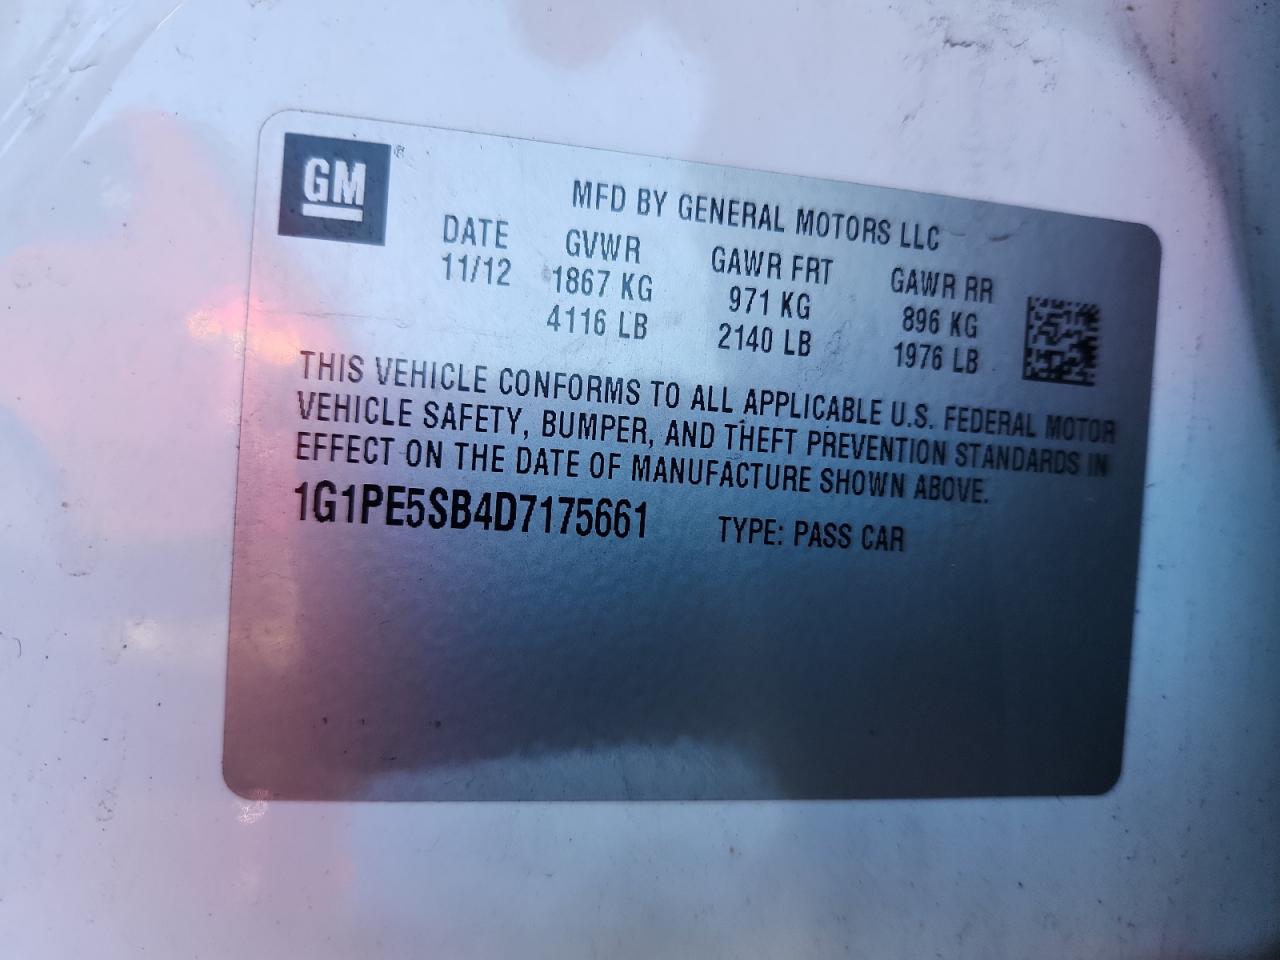 GM®
MFD BY GENERAL MOTORS LLC
DATE GVWR GAWR FRT GAWR RR
11/12 1867 KG 971 KG 896 KG
4116 LB 2140 LB 1976 LB
THIS VEHICLE CONFORMS TO ALL APPLICABLE U.S. FEDERAL MOTOR
VEHICLE SAFETY, BUMPER, AND THEFT PREVENTION STANDARDS IN
EFFECT ON THE DATE OF MANUFACTURE SHOWN ABOVE.
1G1PE5SB4D7175661 TYPE: PASS CAR